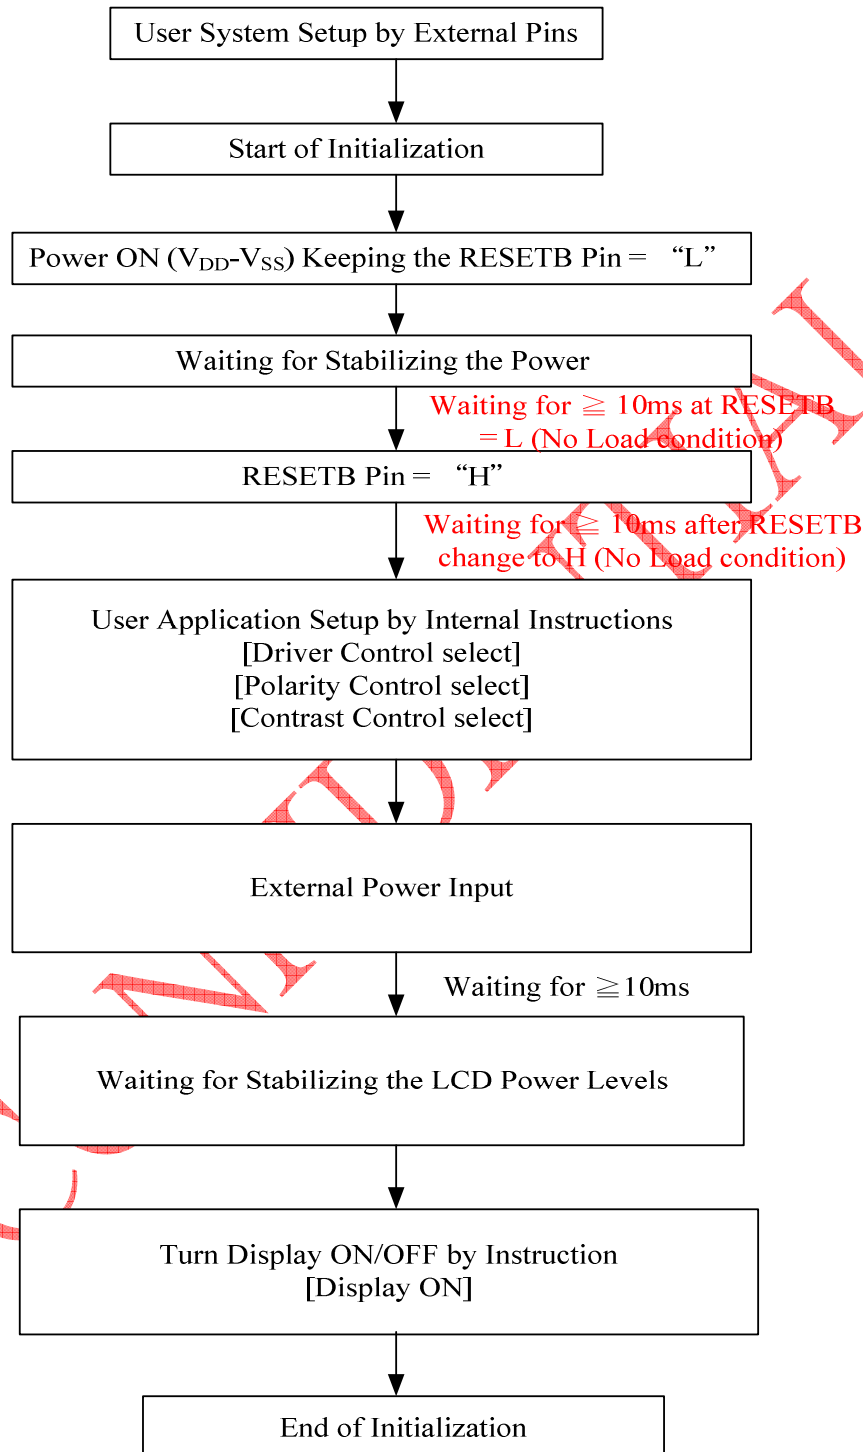 User System Setup by External Pins
Start of Initialization
Power ON (VDD-VSS) Keeping the RESETB Pin = “L”
Waiting for Stabilizing the Power
Waiting for ≧ 10ms at RESETB
= L (No Load condition)
RESETB Pin = “H”
Waiting for ≧ 10ms after RESETB
change to H (No Load condition)
User Application Setup by Internal Instructions
[Driver Control select]
[Polarity Control select]
[Contrast Control select]
External Power Input
Waiting for ≧10ms
Waiting for Stabilizing the LCD Power Levels
Turn Display ON/OFF by Instruction
[Display ON]
End of Initialization